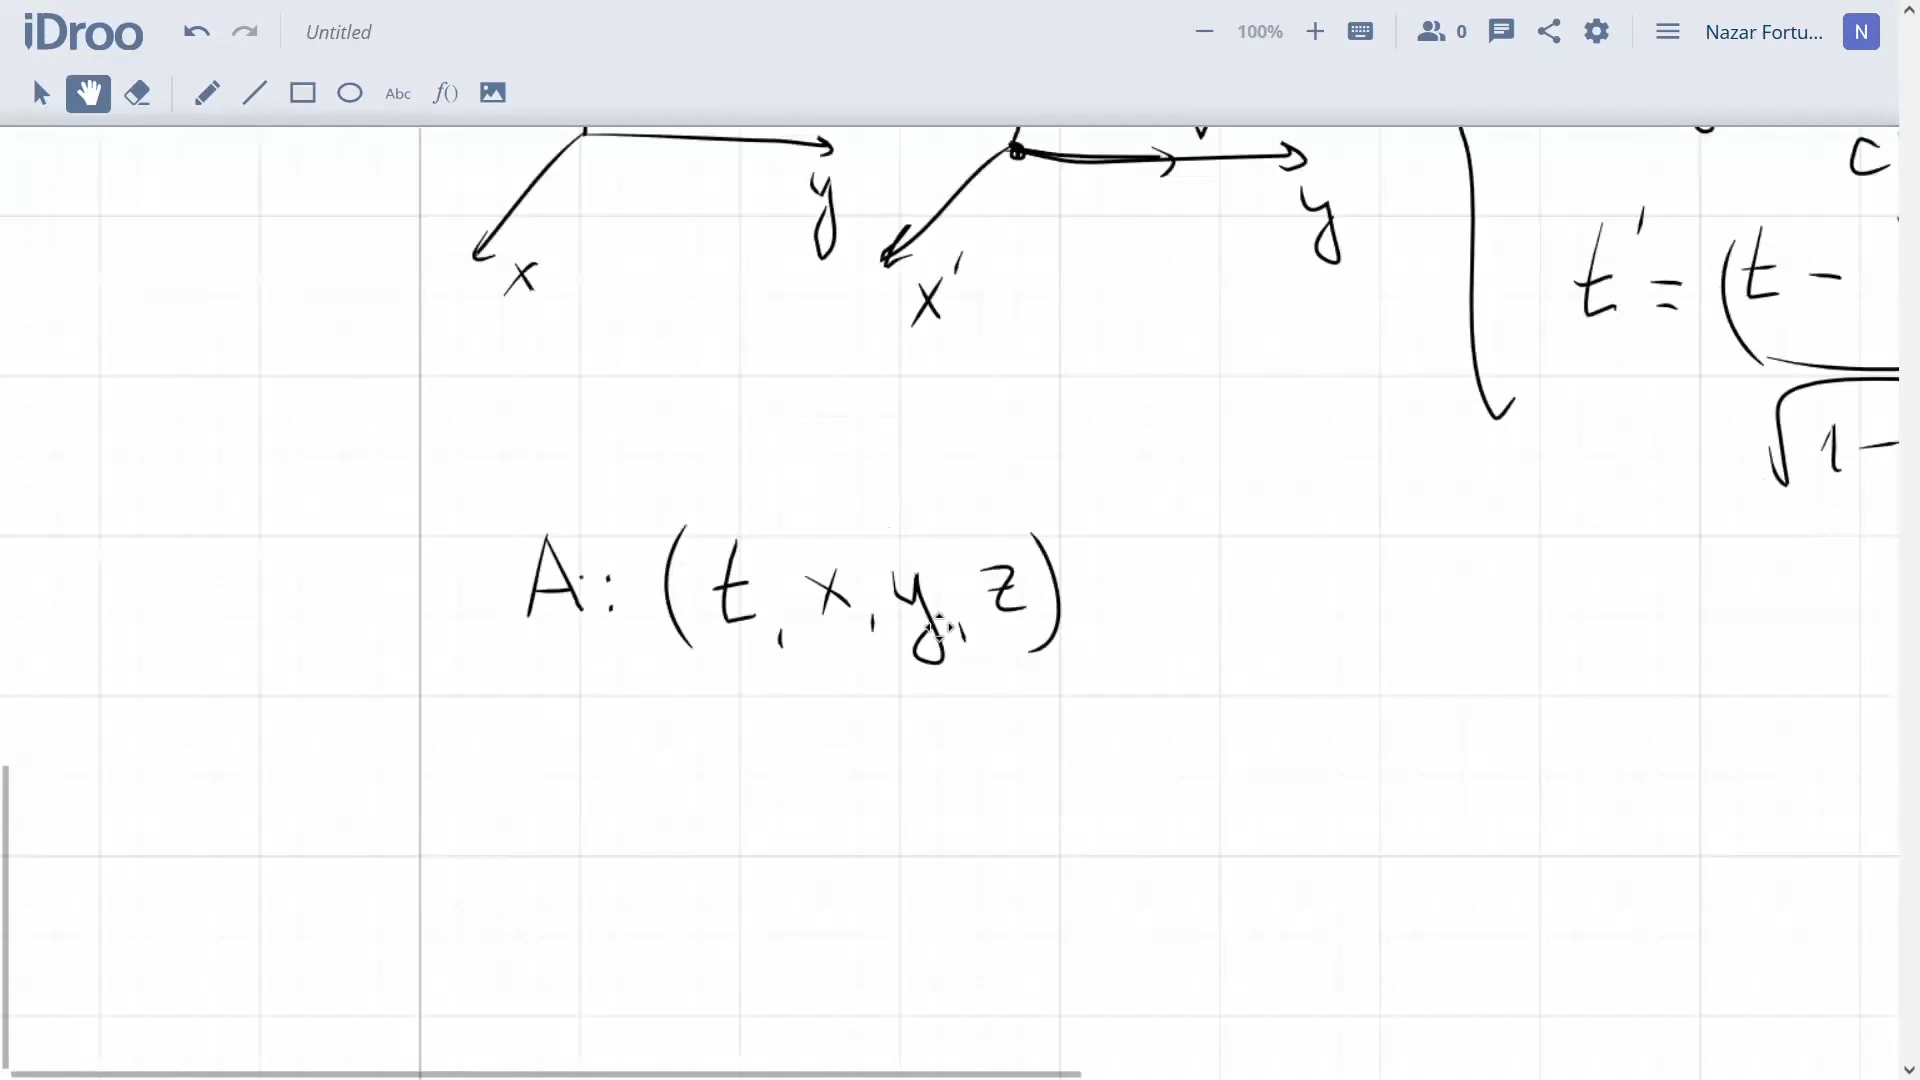 iDroo Untitled 100% 0 Nazar Fortu... N
Abc f()
y y c
x x' t' = (t -
√1 -
A: (t, x, y, z)